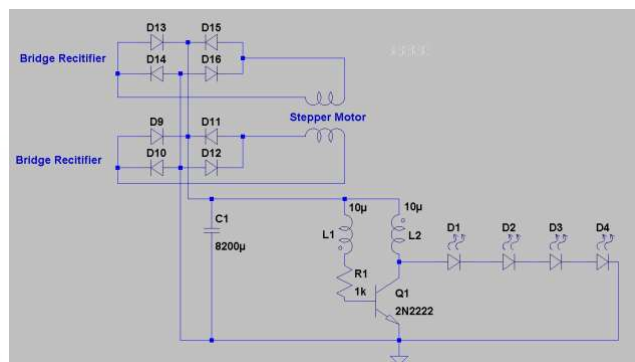 D13 D15
Bridge Recitifier
D14 D16
Stepper Motor
D9 D11
Bridge Recitifier
D10 D12
10µ 10µ
C1
D1 D2 D3 D4
L1 L2
8200µ
R1
1k
Q1
2N2222